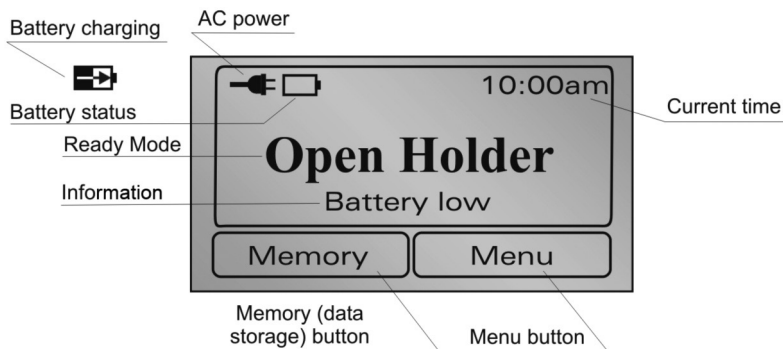 Battery charging
AC power
10:00am
Battery status
Current time
Ready Mode
Open Holder
Information
Battery low
Memory
Menu
Memory (data
storage) button
Menu button